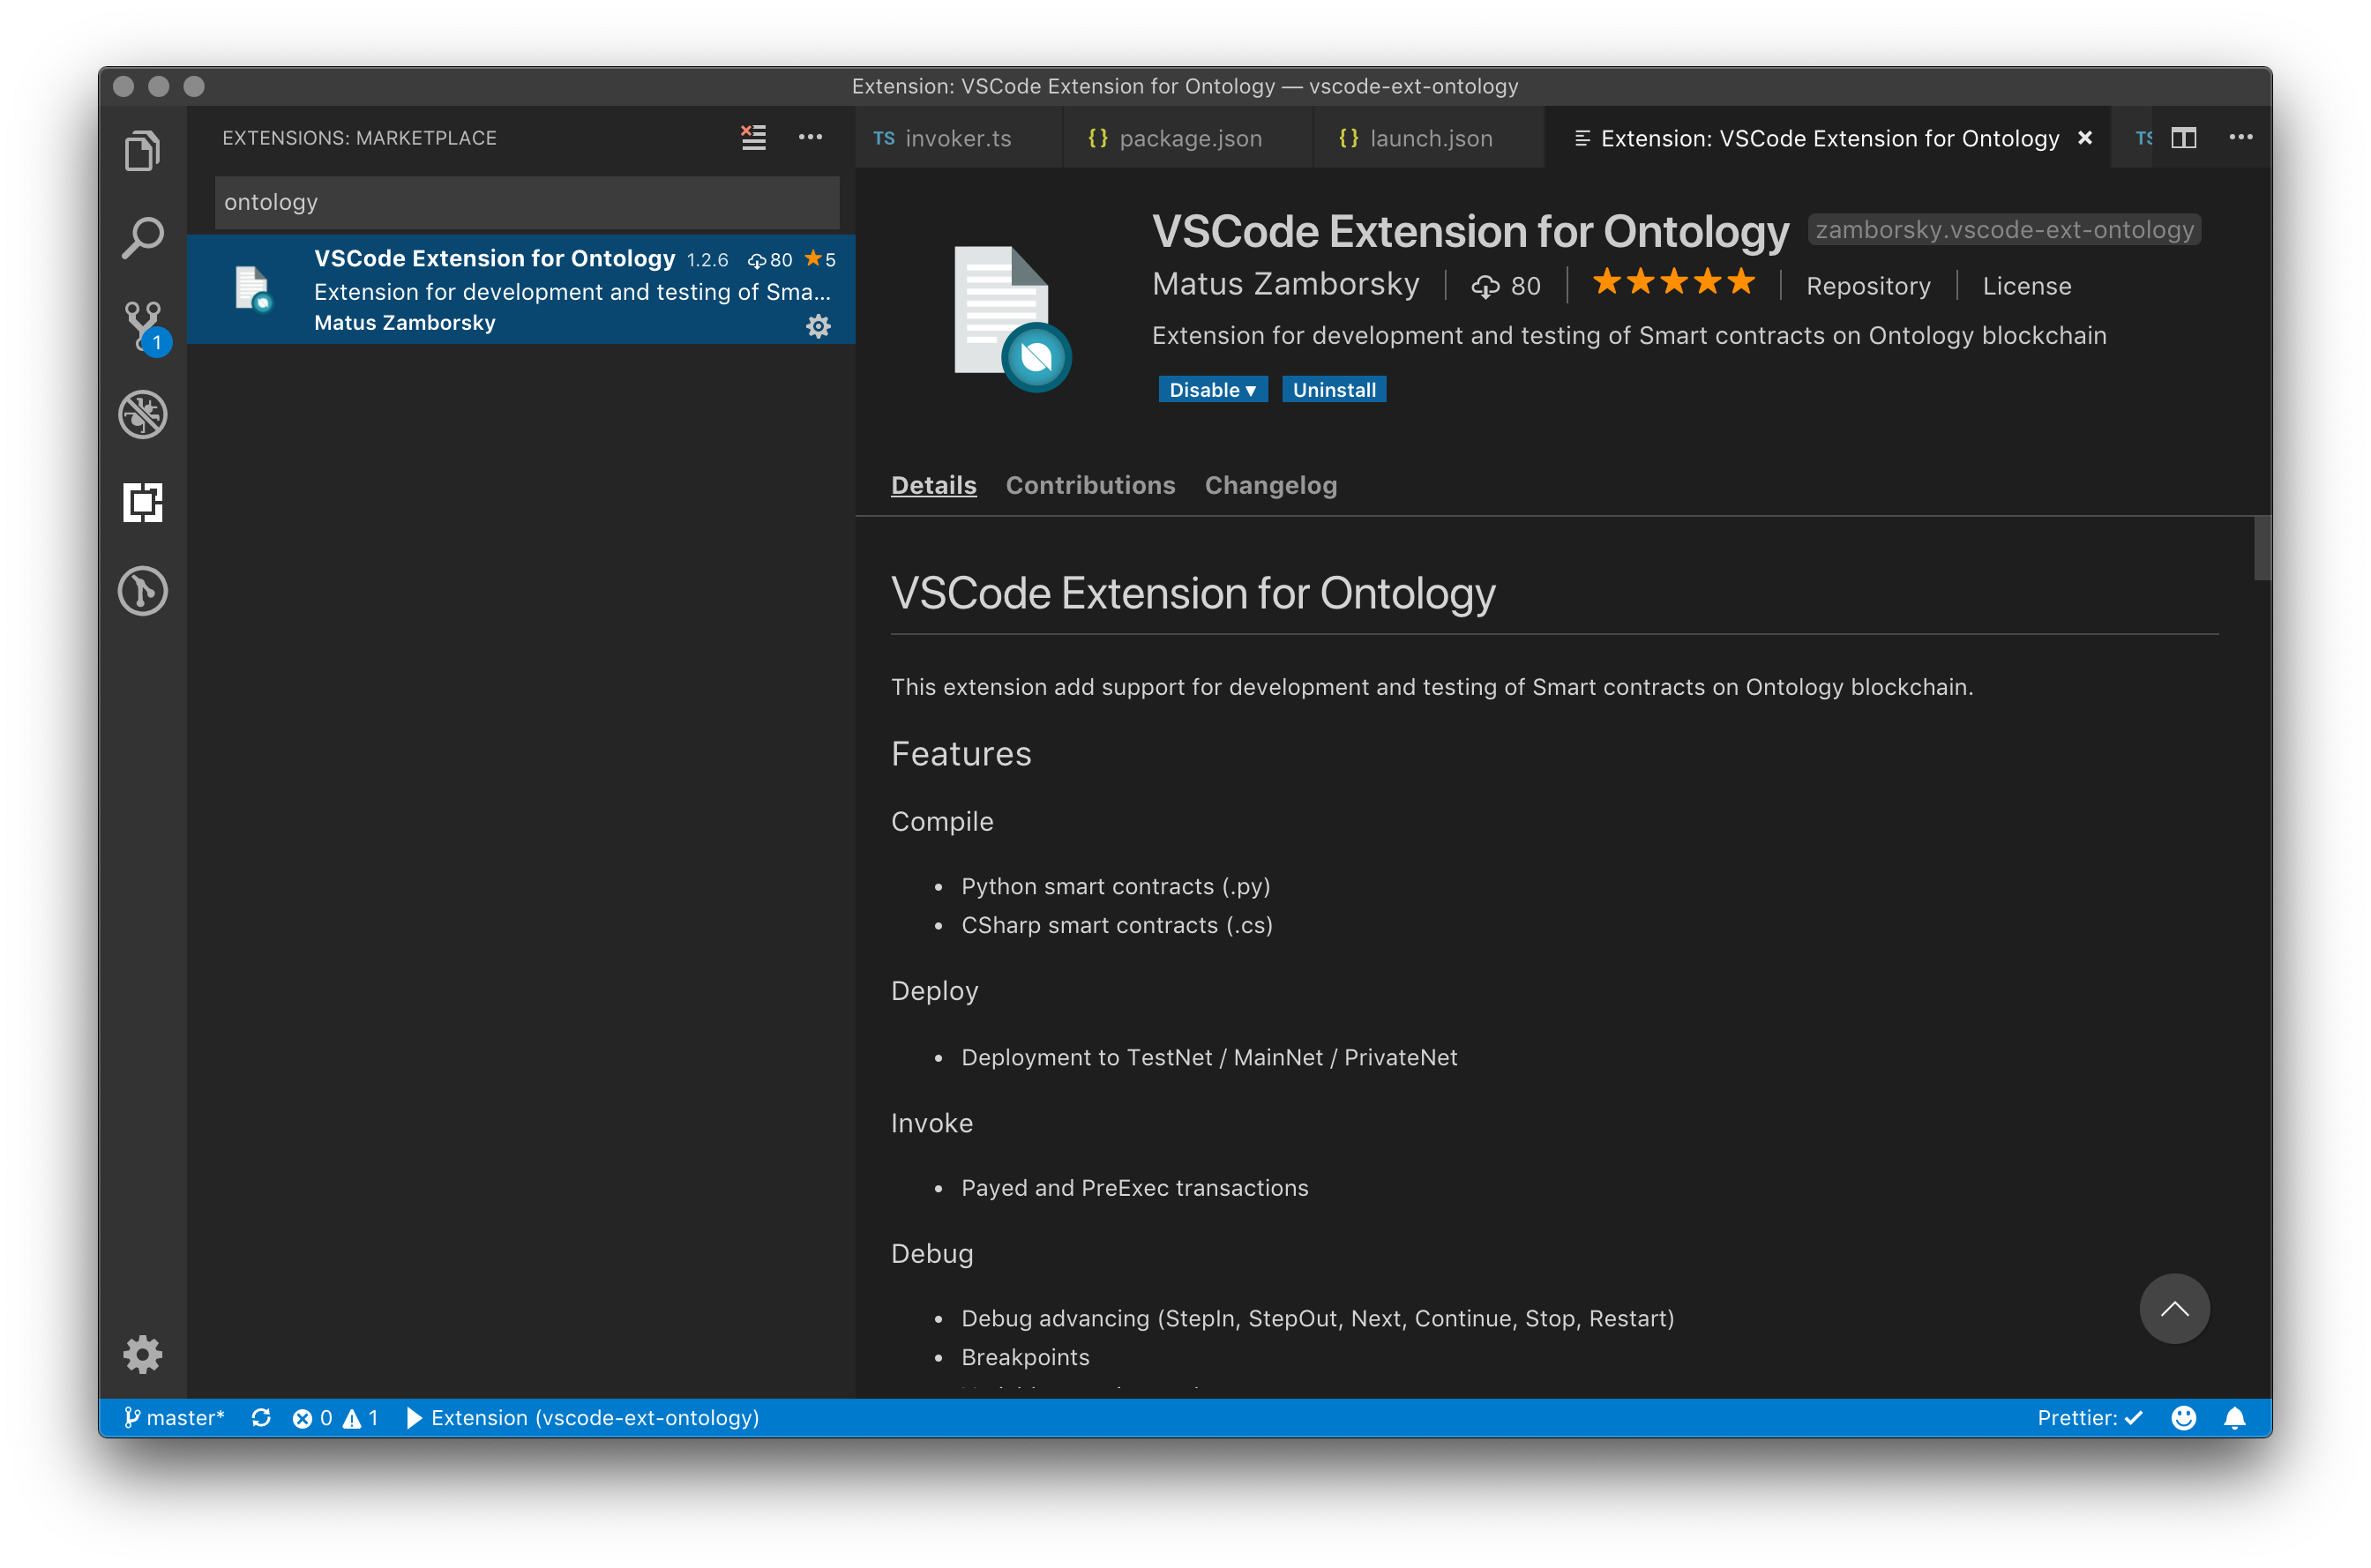 Extension: VSCode Extension for Ontology — vscode-ext-ontology
EXTENSIONS: MARKETPLACE
ontology
VSCode Extension for Ontology 1.2.6 80 5
Extension for development and testing of Sma...
Matus Zamborsky
1
TS invoker.ts
{} package.json
{} launch.json
Extension: VSCode Extension for Ontology
TS
VSCode Extension for Ontology zamborsky.vscode-ext-ontology
Matus Zamborsky 80 Repository License
Extension for development and testing of Smart contracts on Ontology blockchain
Disable Uninstall
Details Contributions Changelog
VSCode Extension for Ontology
This extension add support for development and testing of Smart contracts on Ontology blockchain.
Features
Compile
• Python smart contracts (.py)
• CSharp smart contracts (.cs)
Deploy
• Deployment to TestNet / MainNet / PrivateNet
Invoke
• Payed and PreExec transactions
Debug
• Debug advancing (StepIn, StepOut, Next, Continue, Stop, Restart)
• Breakpoints
master* 0 1 Extension (vscode-ext-ontology)
Prettier: